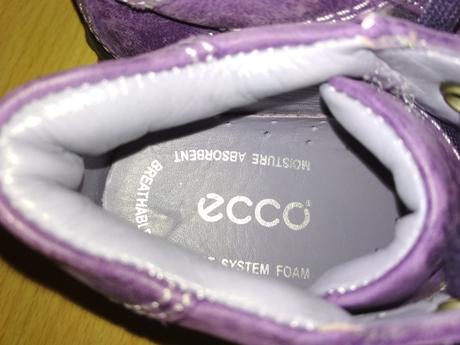 MOISTURE ABSORBENT
ecco
SYSTEM FOAM